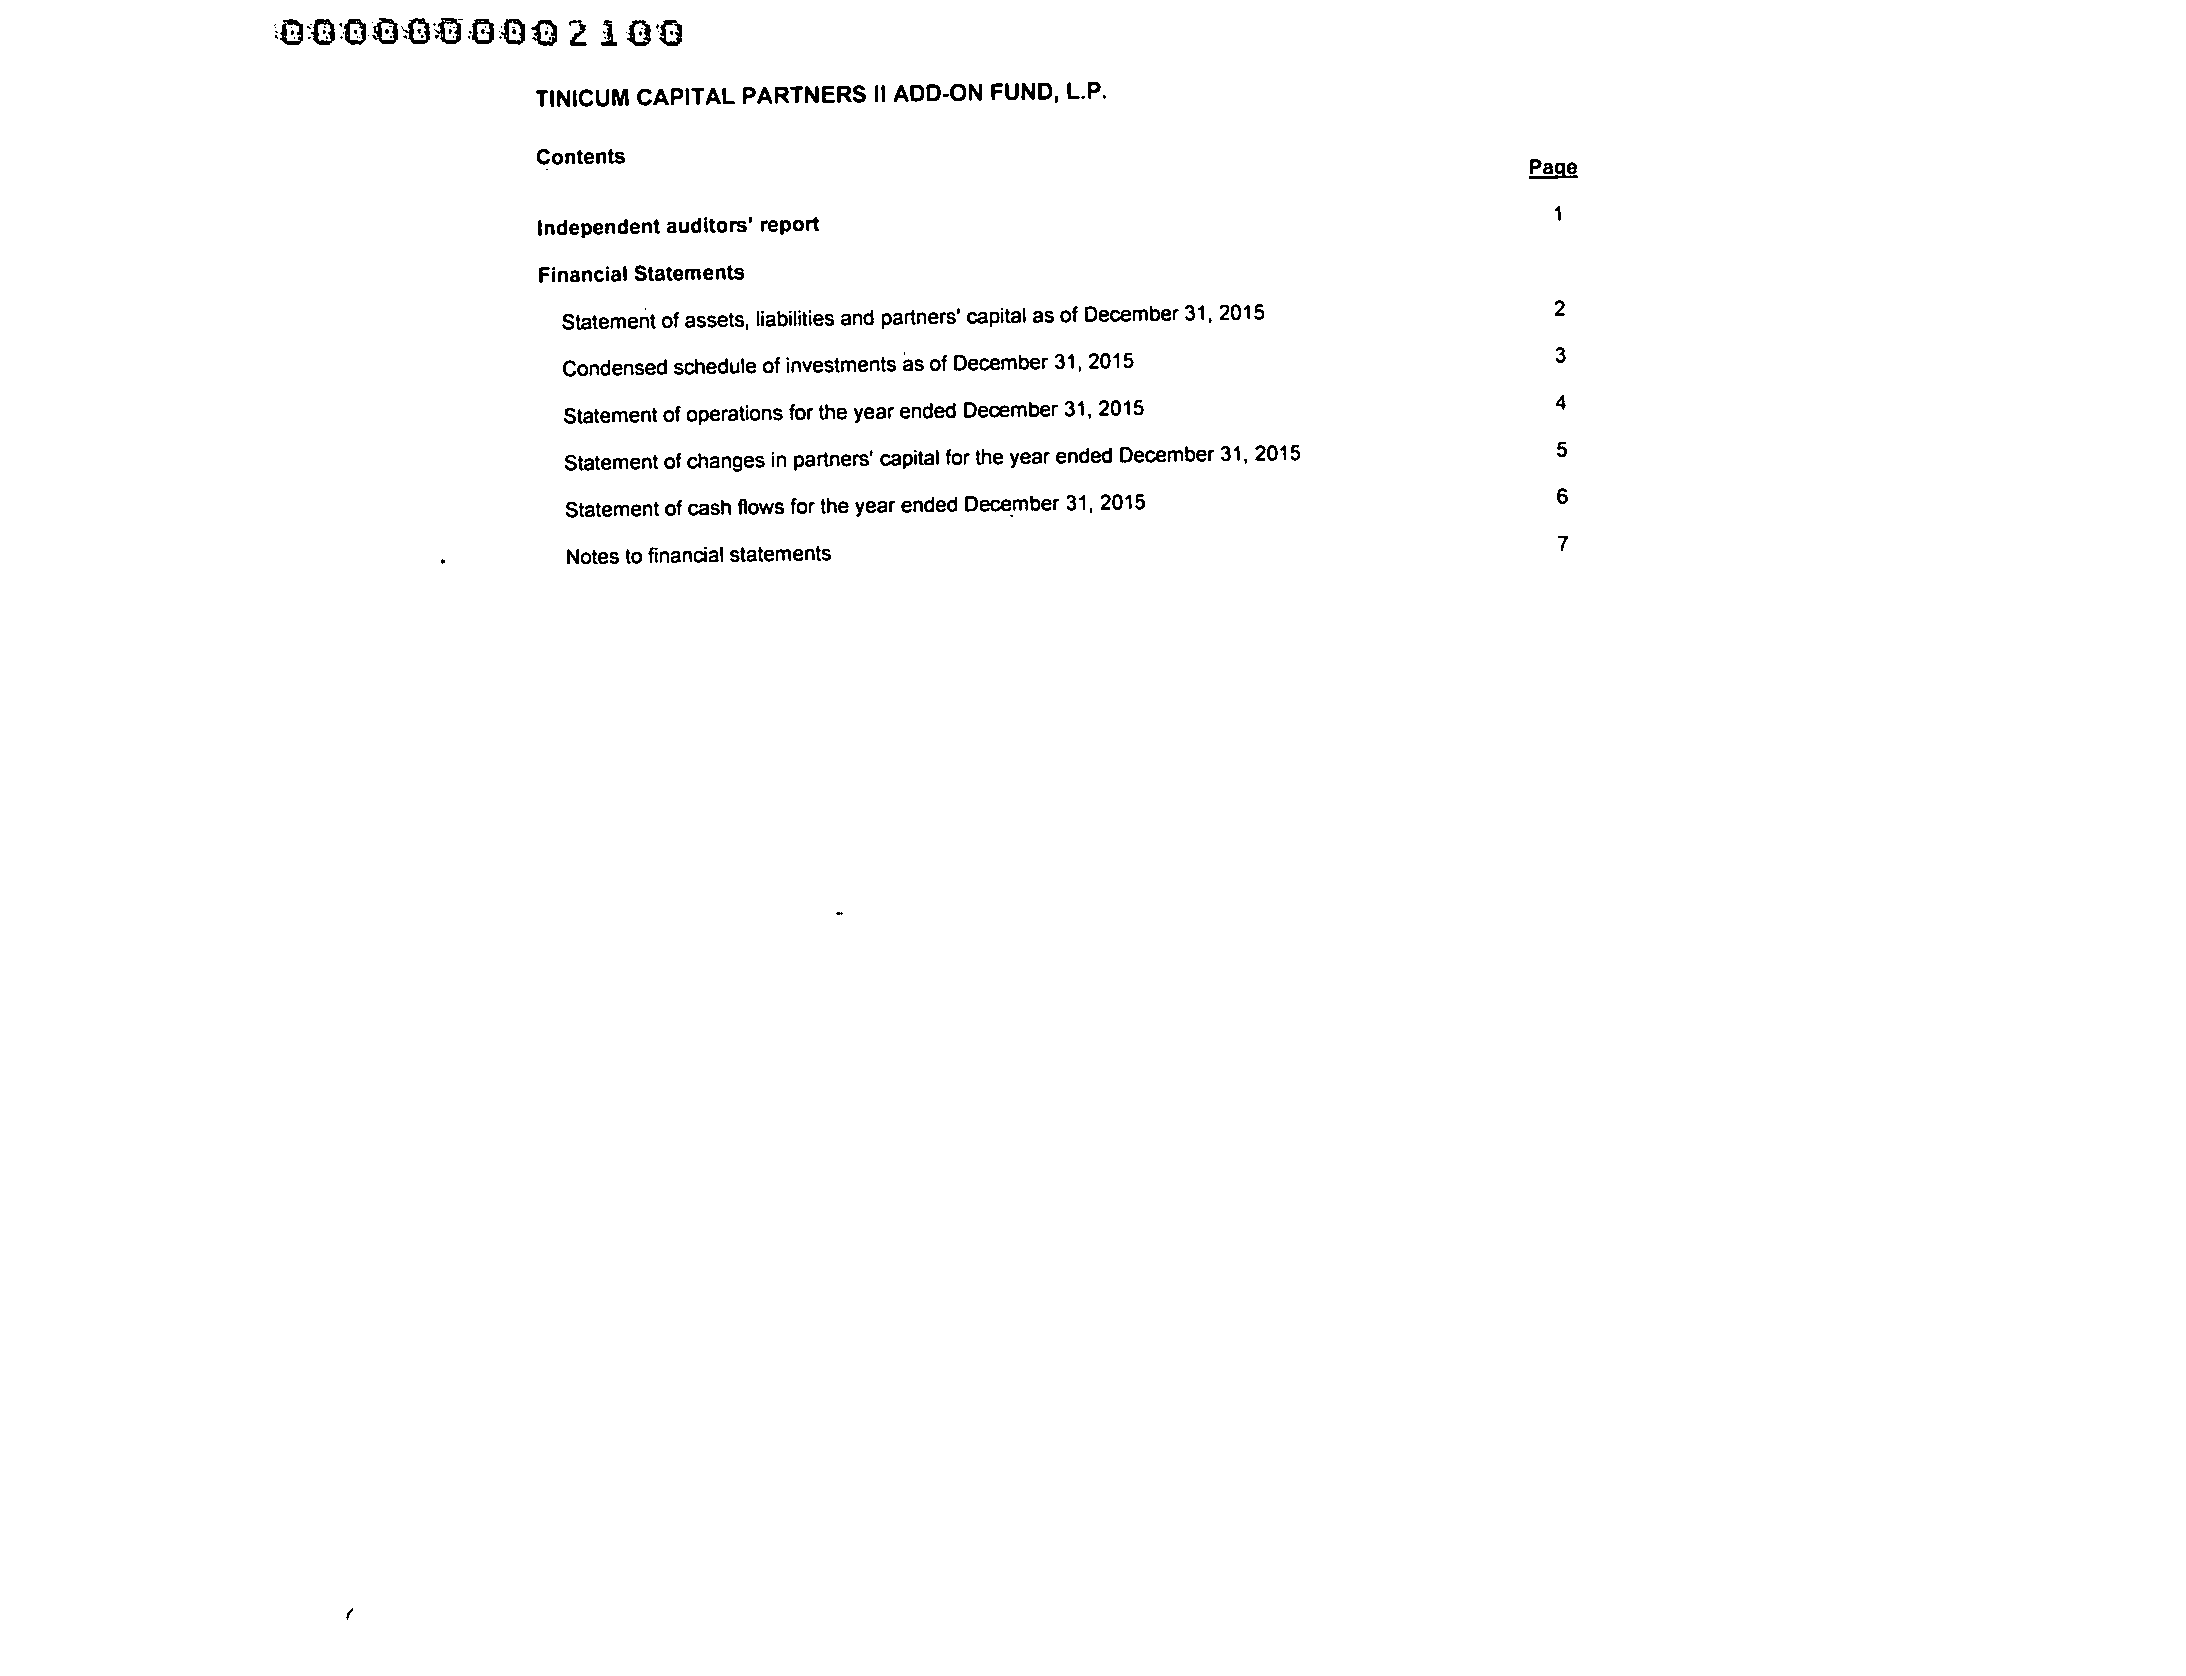 0000000002100
TINICUM CAPITAL PARTNERS II ADD-ON FUND, L.P.
Contents
Page
Independent auditors' report 1
Financial Statements
Statement of assets, liabilities and partners' capital as of December 31, 2015 2
Condensed schedule of investments as of December 31, 2015 3
Statement of operations for the year ended December 31, 2015 4
Statement of changes in partners' capital for the year ended December 31, 2015 5
Statement of cash flows for the year ended December 31, 2015 6
Notes to financial statements 7